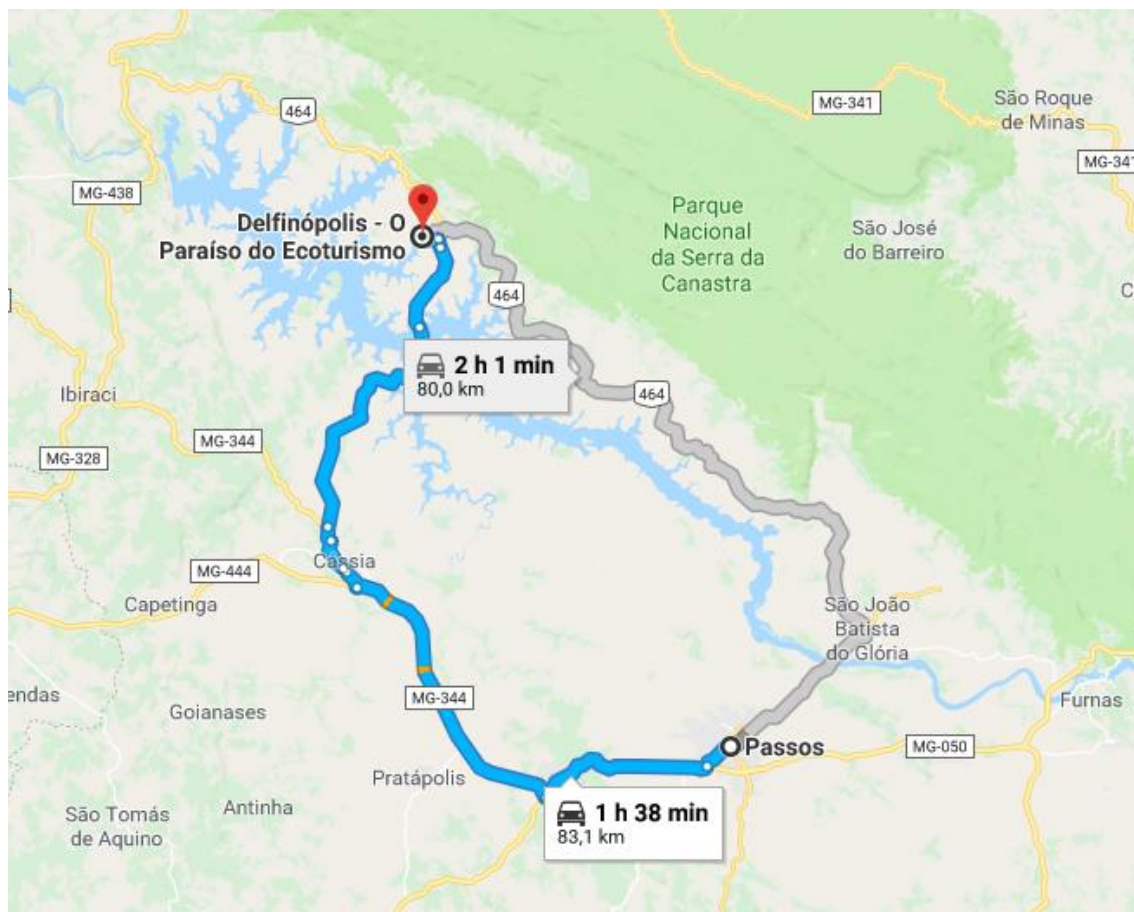 464
MG-341
São Roque
de Minas
MG-341
MG-438
Delfinópolis - O
Paraíso do Ecoturismo
Parque
Nacional
da Serra da
Canastra
São José
do Barreiro
464
C
2 h 1 min
80,0 km
464
Ibiraci
MG-344
MG-328
Cássia
MG-444
Capetinga
São João
Batista
do Glória
endas
MG-344
Goianases
Furnas
Passos
MG-050
Pratápolis
Antinha
São Tomás
de Aquino
1 h 38 min
83,1 km